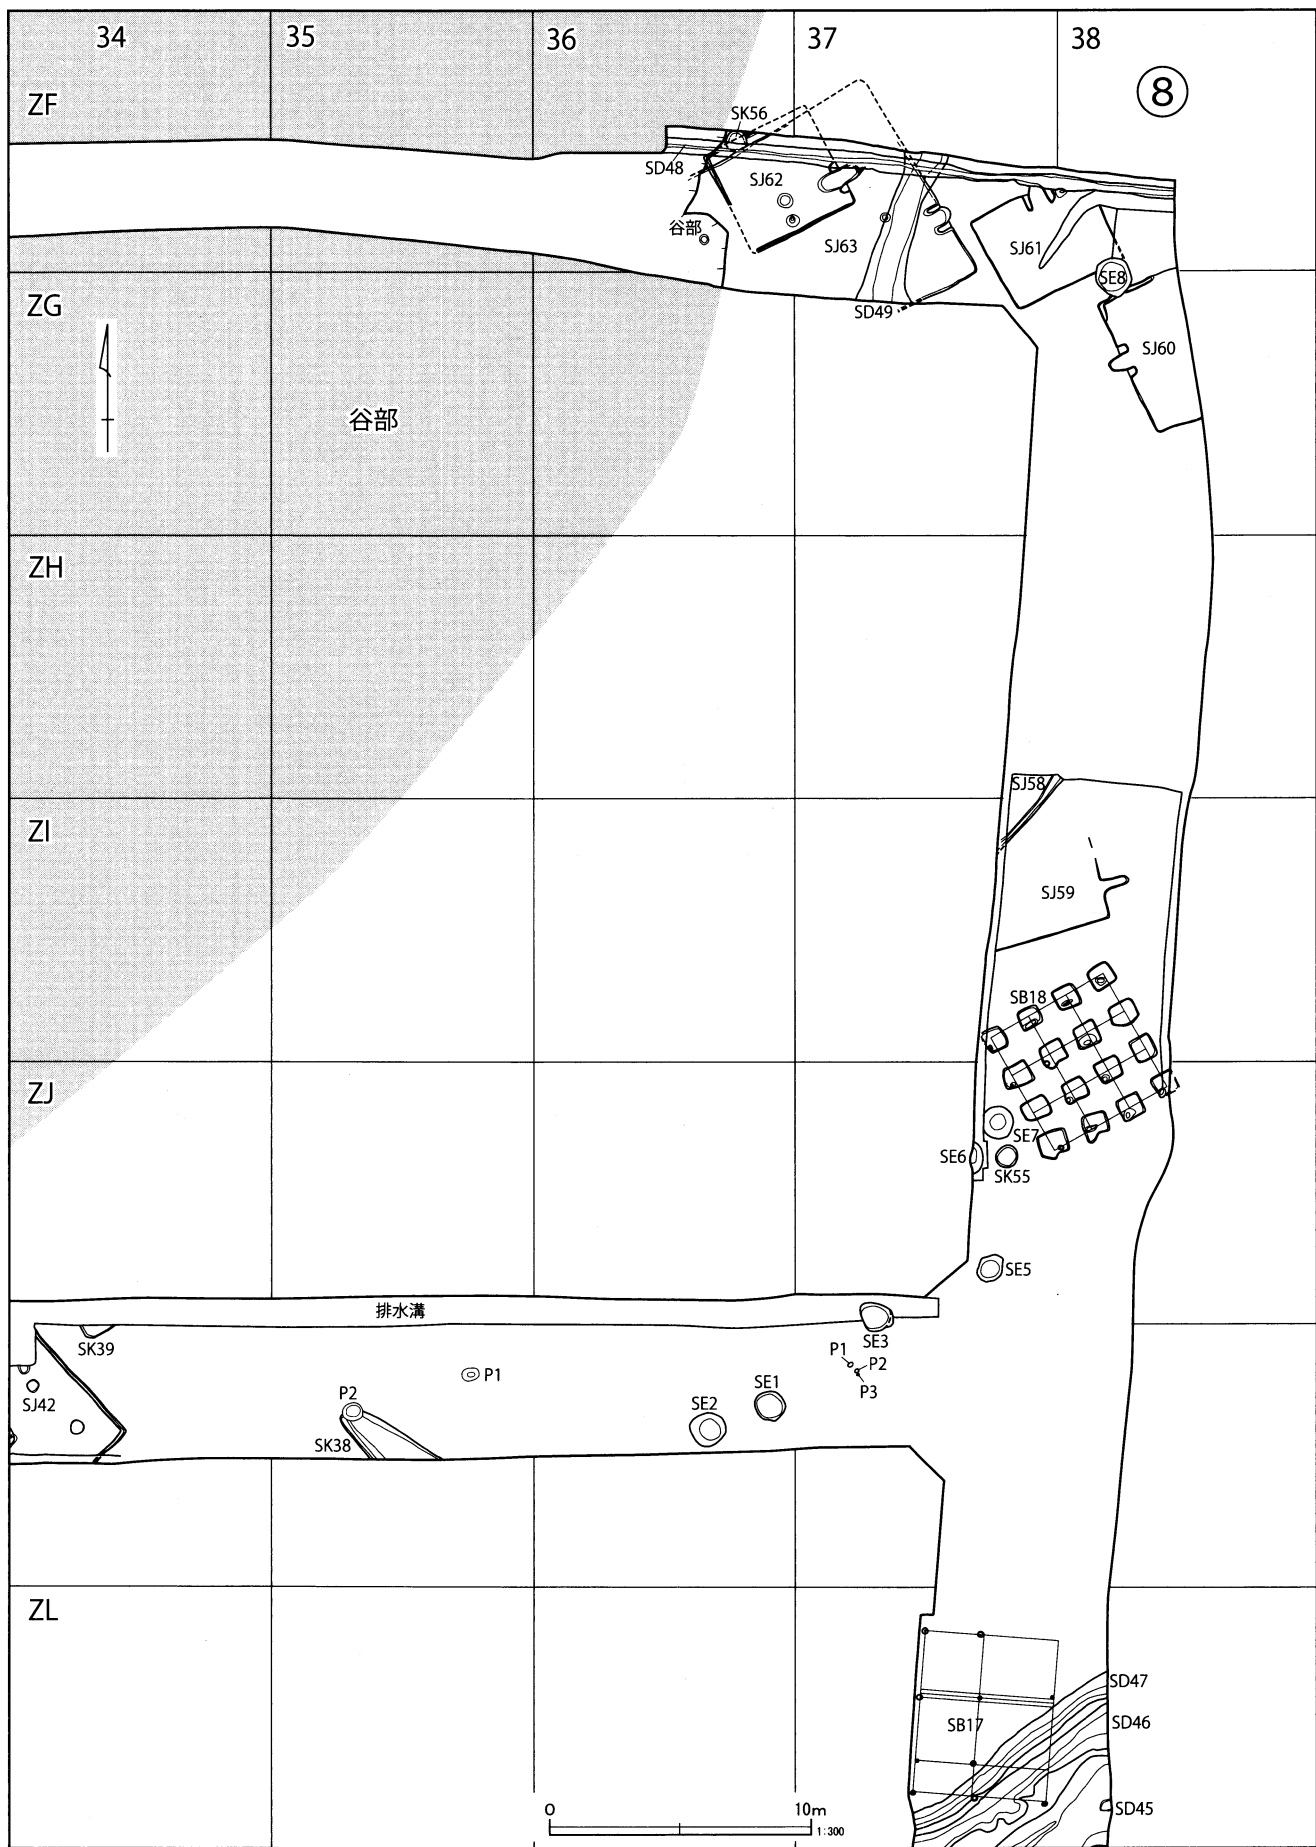 34
35
36
37
38
⑧
ZF
SK56
SD48
SJ62
谷部
SJ63
SJ61
SE8
ZG
SD49
SJ60
谷部
ZH
SJ58
ZI
SJ59
SB18
ZJ
SE7
SE6
SK55
SE5
排水溝
SE3
SK39
P1
P2
P3
P1
SJ42
P2
SE1
SE2
SK38
ZL
SD47
SB17
SD46
SD45
0
10m
1:300